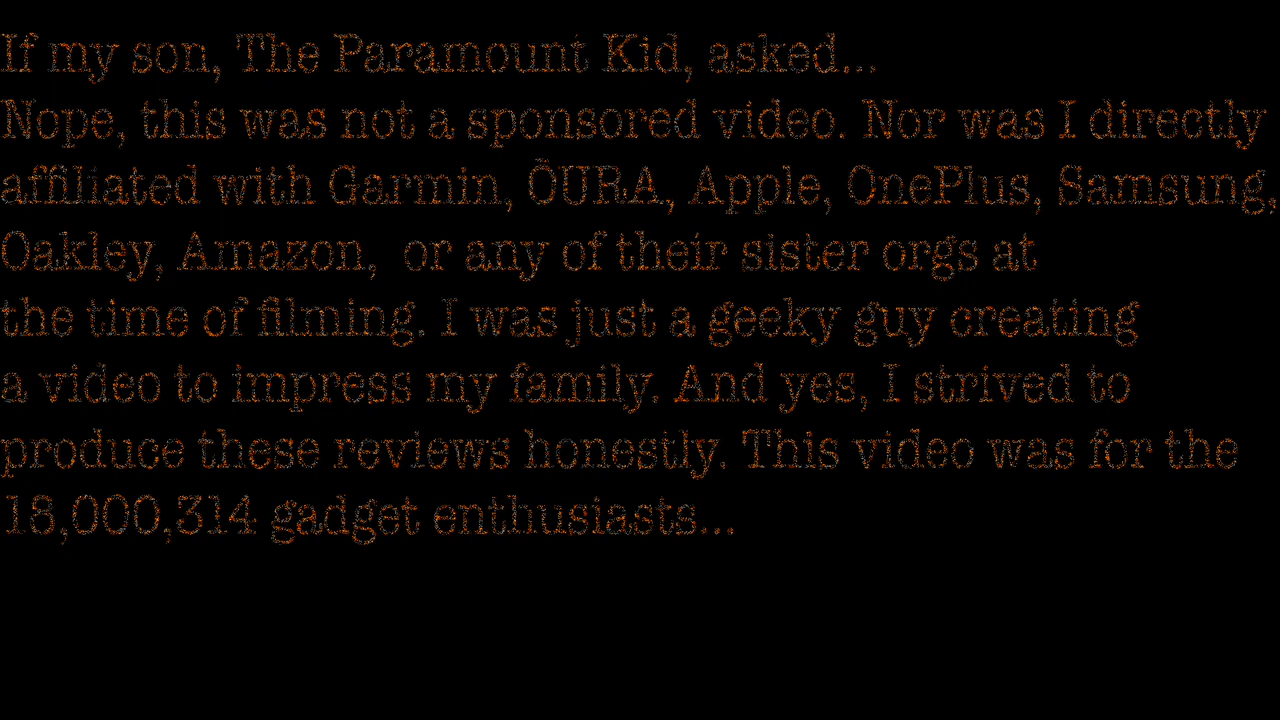 If my son, The Paramount Kid, asked...
Nope, this was not a sponsored video. Nor was I directly
affiliated with Garmin, ŌURA, Apple, OnePlus, Samsung,
Oakley, Amazon,  or any of their sister orgs at
the time of filming. I was just a geeky guy creating
a video to impress my family. And yes, I strived to
produce these reviews honestly. This video was for the
18,000,314 gadget enthusiasts...